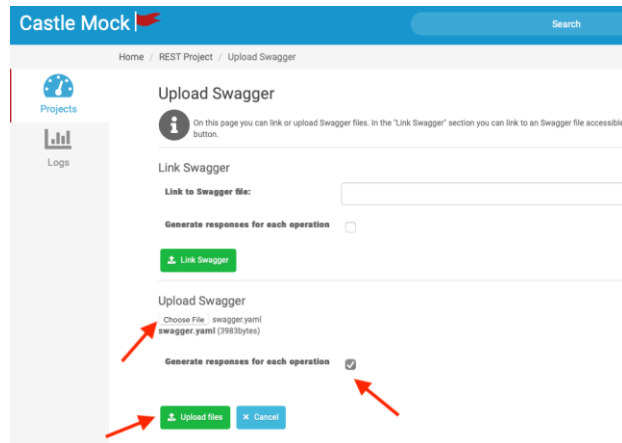 Castle Mock
Search
Home / REST Project / Upload Swagger
Projects
Logs
Upload Swagger
On this page you can link or upload Swagger files. In the "Link Swagger" section you can link to an Swagger file accessible
button.
Link Swagger
Link to Swagger file:
Generate responses for each operation
Link Swagger
Upload Swagger
Choose File swagger.yaml
swagger.yaml (3983bytes)
Generate responses for each operation
Upload files × Cancel